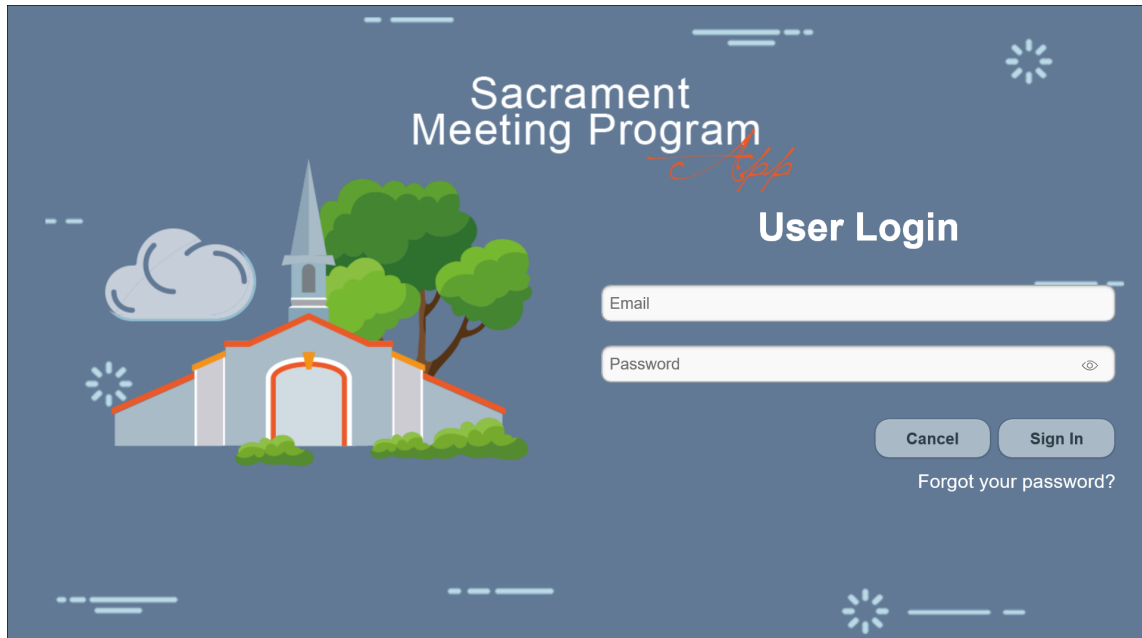 Sacrament
Meeting Program
App
User Login
Email
Password
Cancel Sign In
Forgot your password?